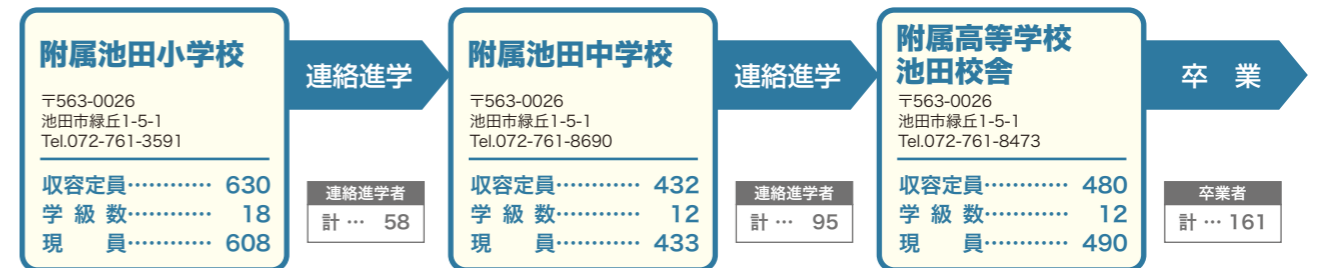 附属池田小学校
〒563-0026
池田市緑丘1-5-1
Tel.072-761-3591
収容定員………… 630
学級数………… 18
現員………… 608
連絡進学
連絡進学者
計… 58
附属池田中学校
〒563-0026
池田市緑丘1-5-1
Tel.072-761-8690
収容定員………… 432
学級数………… 12
現員………… 433
連絡進学
連絡進学者
計… 95
附属高等学校
池田校舎
〒563-0026
池田市緑丘1-5-1
Tel.072-761-8473
収容定員………… 480
学級数………… 12
現員………… 490
卒業
卒業者
計… 161